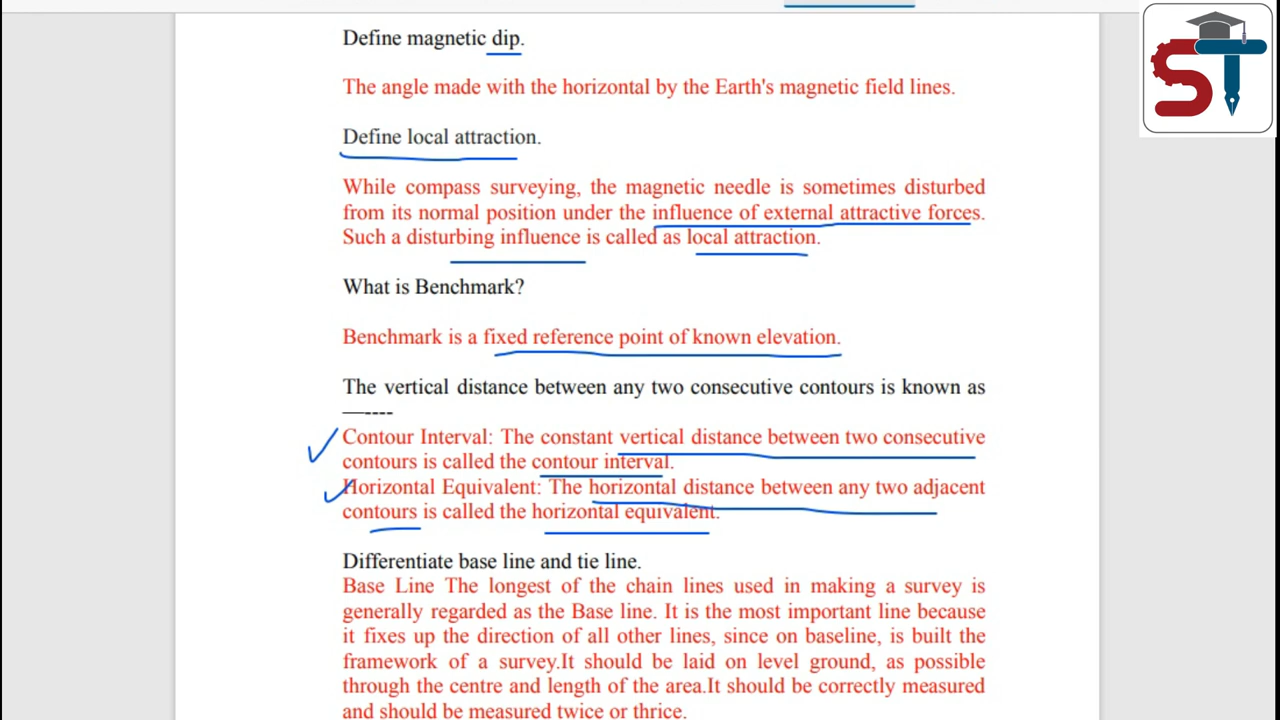 Define magnetic dip.
The angle made with the horizontal by the Earth's magnetic field lines.
Define local attraction.
While compass surveying, the magnetic needle is sometimes disturbed
from its normal position under the influence of external attractive forces.
Such a disturbing influence is called as local attraction.
What is Benchmark?
Benchmark is a fixed reference point of known elevation.
The vertical distance between any two consecutive contours is known as
—----
Contour Interval: The constant vertical distance between two consecutive
contours is called the contour interval.
Horizontal Equivalent: The horizontal distance between any two adjacent
contours is called the horizontal equivalent.
Differentiate base line and tie line.
Base Line The longest of the chain lines used in making a survey is
generally regarded as the Base line. It is the most important line because
it fixes up the direction of all other lines, since on baseline, is built the
framework of a survey.It should be laid on level ground, as possible
through the centre and length of the area.It should be correctly measured
and should be measured twice or thrice.
ST